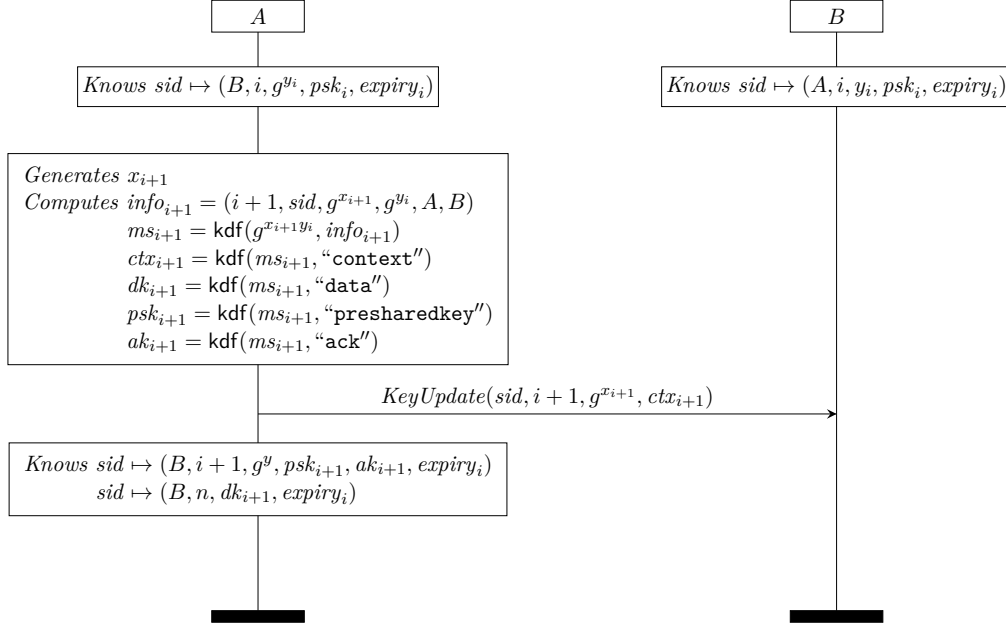 A
B
Knows sid ↦ (B, i, g^{y_i}, psk_i, expiry_i)
Knows sid ↦ (A, i, y_i, psk_i, expiry_i)
Generates x_{i+1}
Computes info_{i+1} = (i + 1, sid, g^{x_{i+1}}, g^{y_i}, A, B)
ms_{i+1} = kdf(g^{x_{i+1}y_i}, info_{i+1})
ctx_{i+1} = kdf(ms_{i+1}, “context″)
dk_{i+1} = kdf(ms_{i+1}, “data″)
psk_{i+1} = kdf(ms_{i+1}, “presharedkey″)
ak_{i+1} = kdf(ms_{i+1}, “ack″)
KeyUpdate(sid, i + 1, g^{x_{i+1}}, ctx_{i+1})
Knows sid ↦ (B, i + 1, g^y, psk_{i+1}, ak_{i+1}, expiry_i)
sid ↦ (B, n, dk_{i+1}, expiry_i)